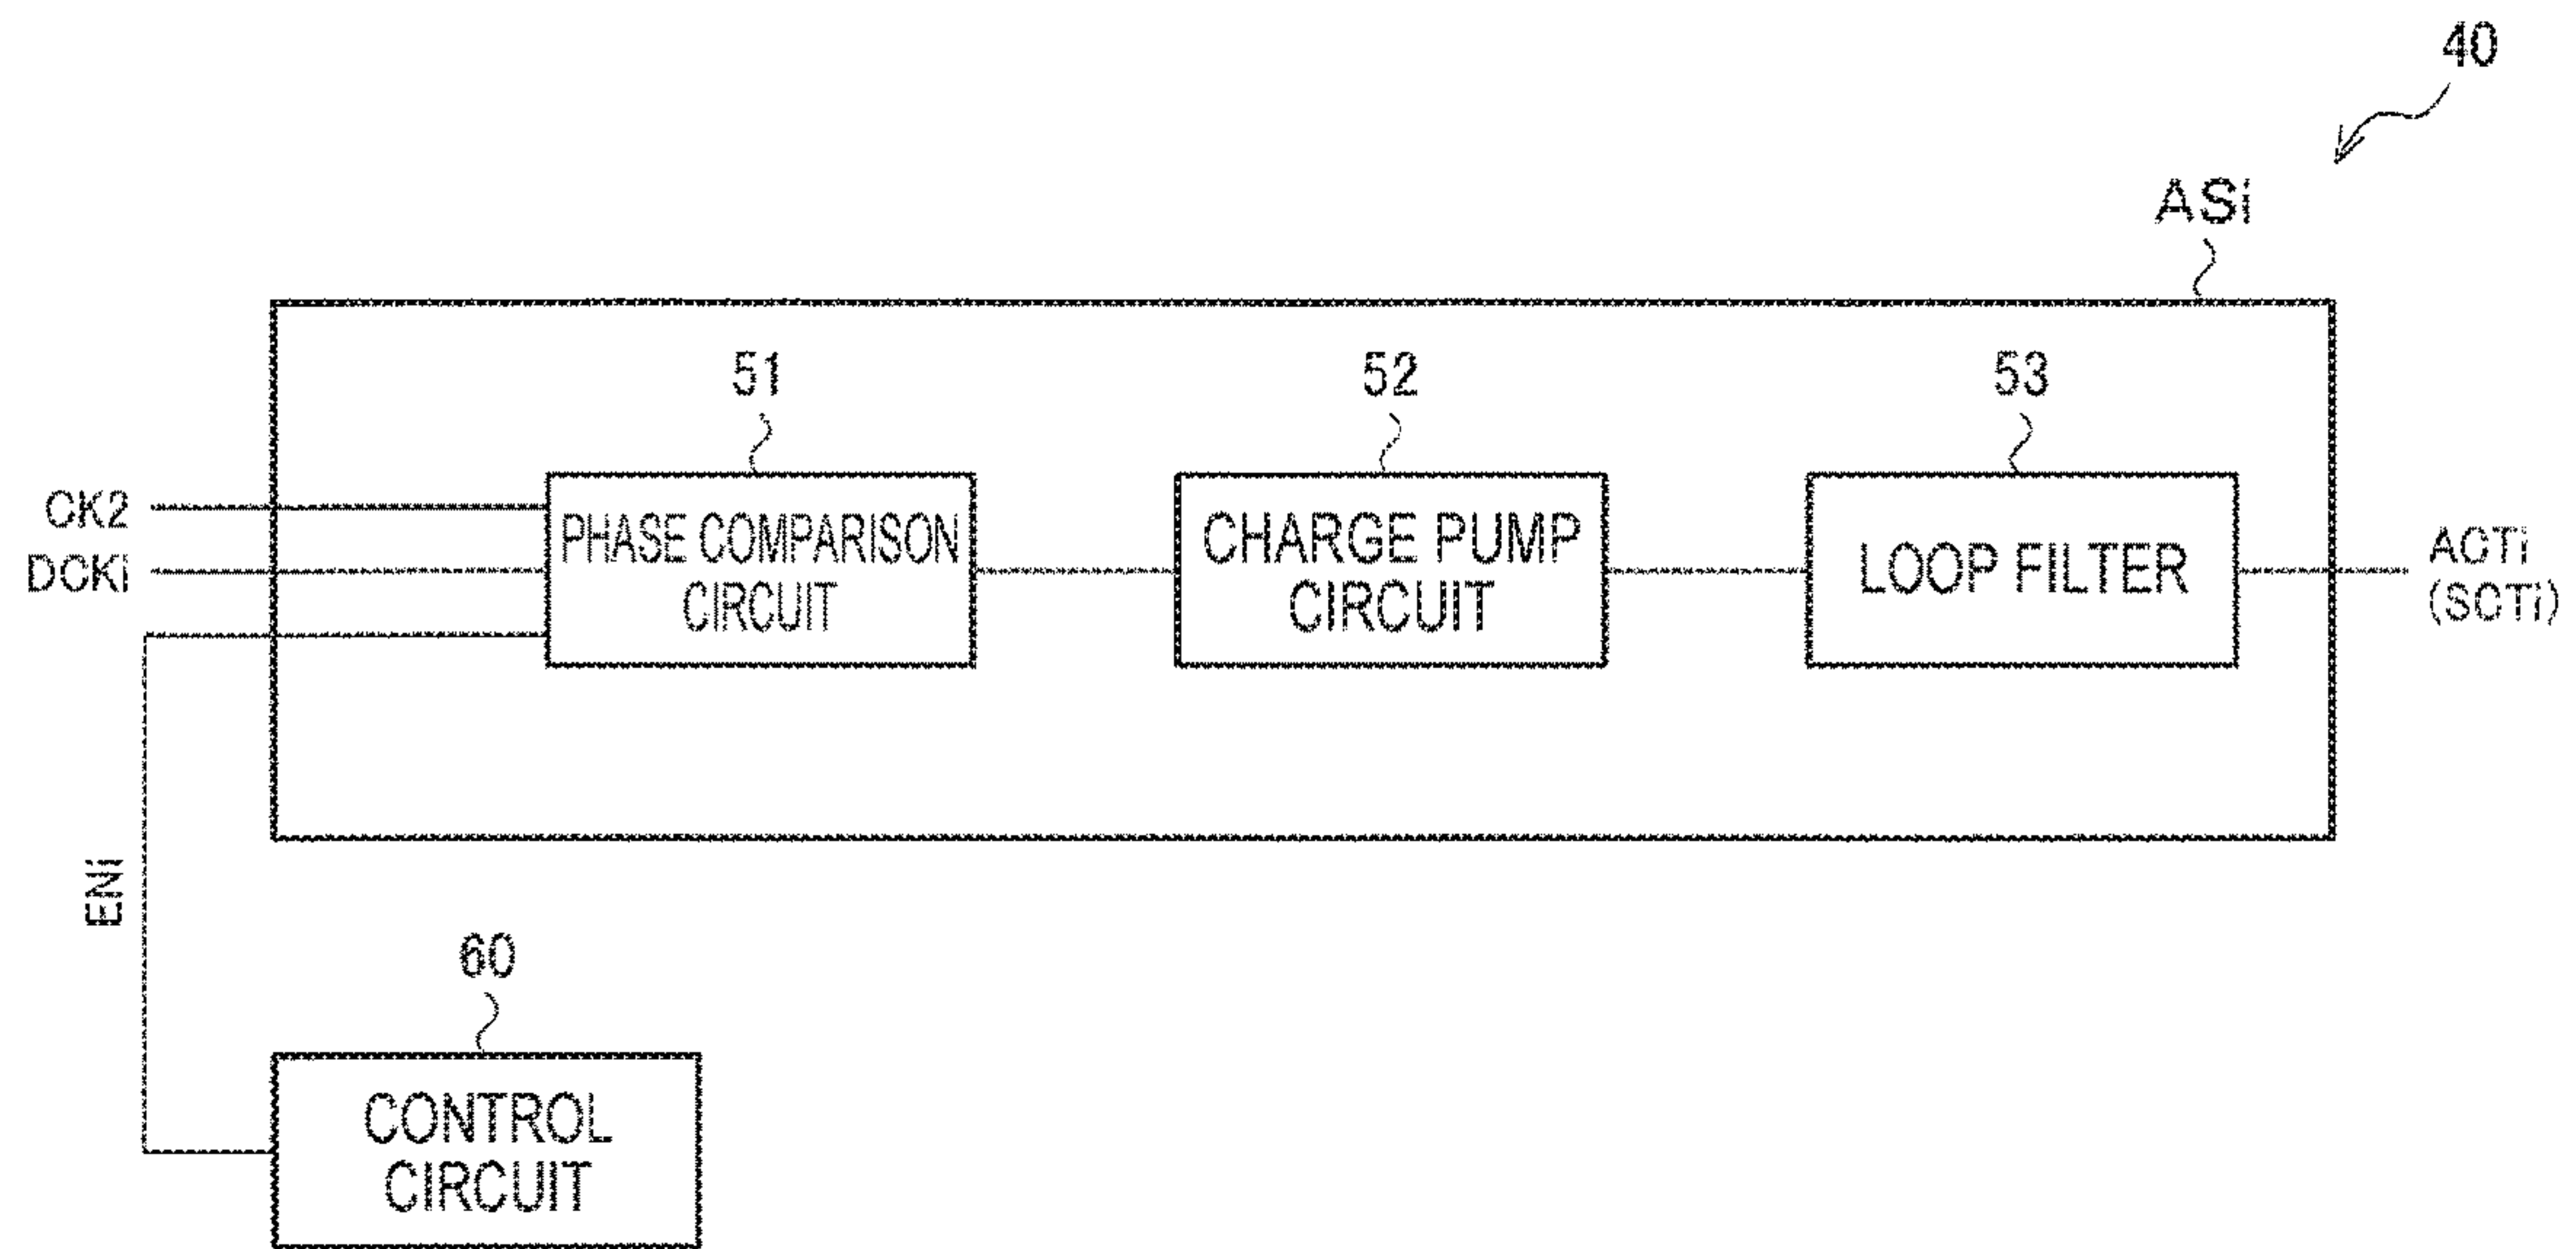 40
ASi
51
52
53
CK2
DCKi
PHASE COMPARISON
CIRCUIT
CHARGE PUMP
CIRCUIT
LOOP FILTER
ACTi
(SCTi)
ENi
60
CONTROL
CIRCUIT